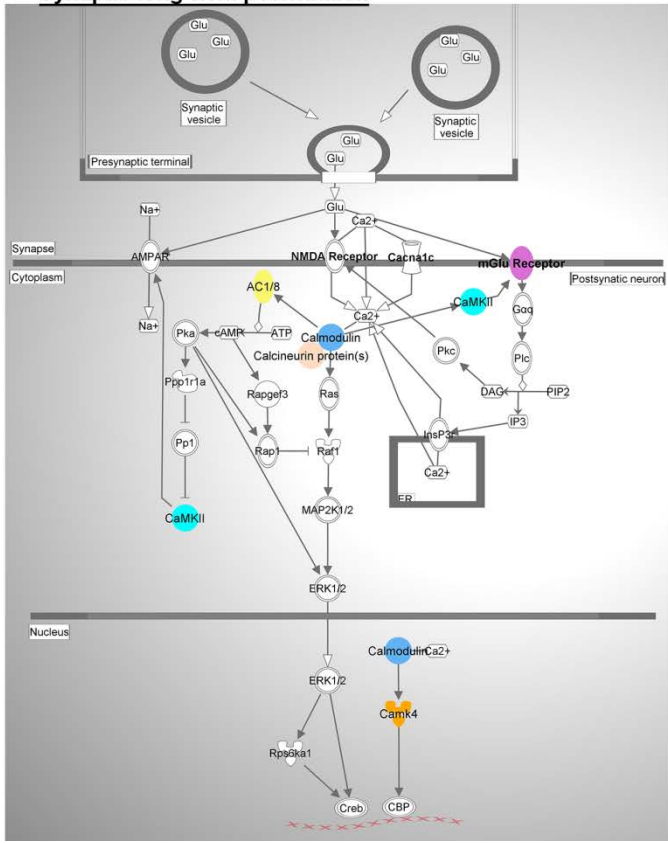 Glu
Glu
Glu
Glu
Glu
Glu
Synaptic
vesicle
Synaptic
vesicle
Glu
Glu
Presynaptic terminal
Glu
Na+
Ca2+
Synapse
AMPAR
NMDA Receptor
Cacna1c
mGlu Receptor
Cytoplasm
Postsynatic neuron
AC1/8
CaMKII
Gαq
Na+
Ca2+
Pka
cAMP
ATP
Calmodulin
Calcineurin protein(s)
Pkc
Plc
Ppp1r1a
Rapgef3
Ras
DAG
PIP2
IP3
Pp1
Rap1
Raf1
InsP3r
Ca2+
ER
CaMKII
MAP2K1/2
ERK1/2
Nucleus
Calmodulin
Ca2+
ERK1/2
Camk4
Rps6ka1
Creb
CBP